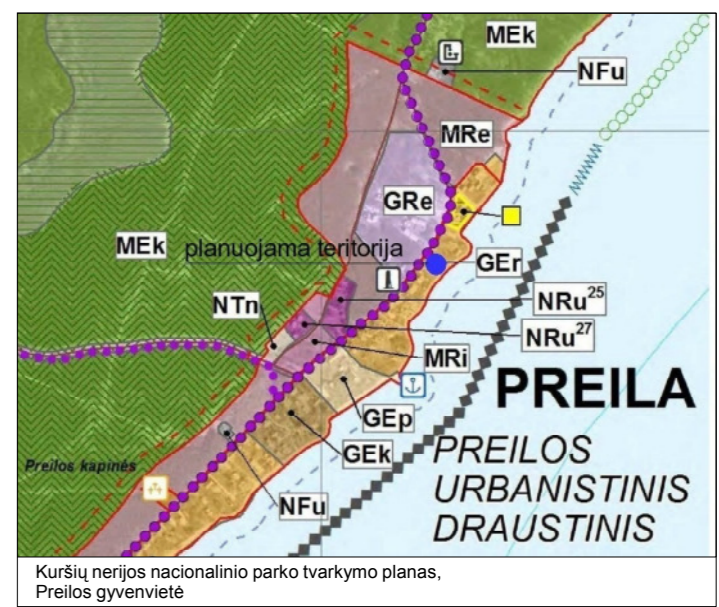 MEk
NFu
MRe
GRe
MEk
planuojama teritorija
GEr
NTn
NRu25
NRu27
MRi
PREILA
GEp
GEk
PREILOS
URBANISTINIS
DRAUSTINIS
Preilos kapinės
NFu
Kuršių nerijos nacionalinio parko tvarkymo planas,
Preilos gyvenvietė